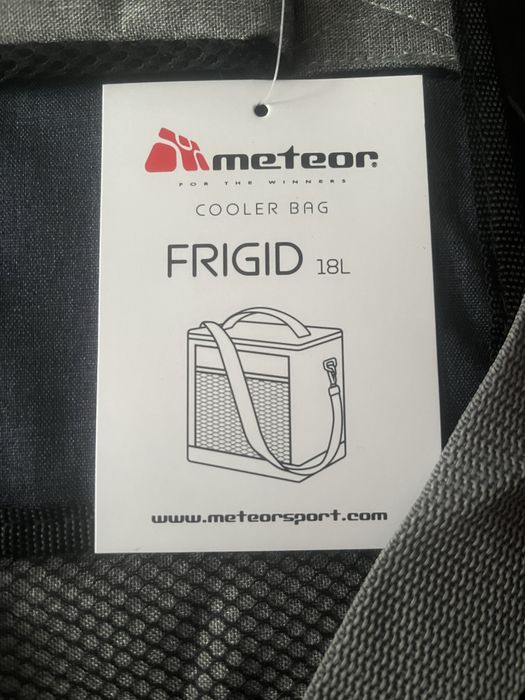 meteor®
FOR THE WINNERS
COOLER BAG
FRIGID 18L
www.meteorsport.com